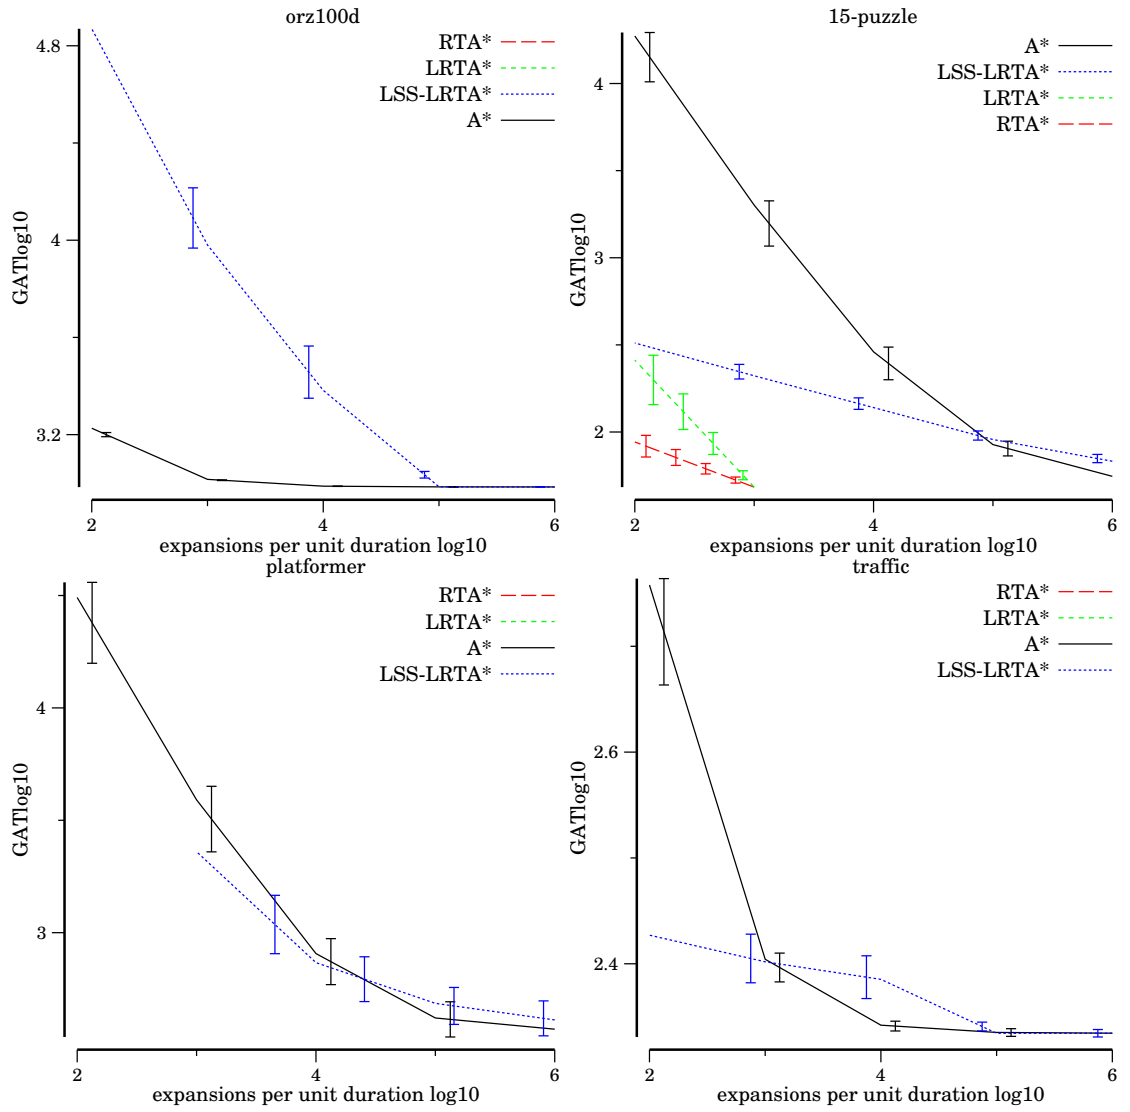 orz100d
RTA*
LRTA*
LSS-LRTA*
A*
4.8
4
3.2
GATlog10
2
4
6
expansions per unit duration log10
15-puzzle
A*
LSS-LRTA*
LRTA*
RTA*
4
3
2
GATlog10
2
4
6
expansions per unit duration log10
platformer
RTA*
LRTA*
A*
LSS-LRTA*
4
3
GATlog10
2
4
6
expansions per unit duration log10
traffic
RTA*
LRTA*
A*
LSS-LRTA*
2.6
2.4
GATlog10
2
4
6
expansions per unit duration log10